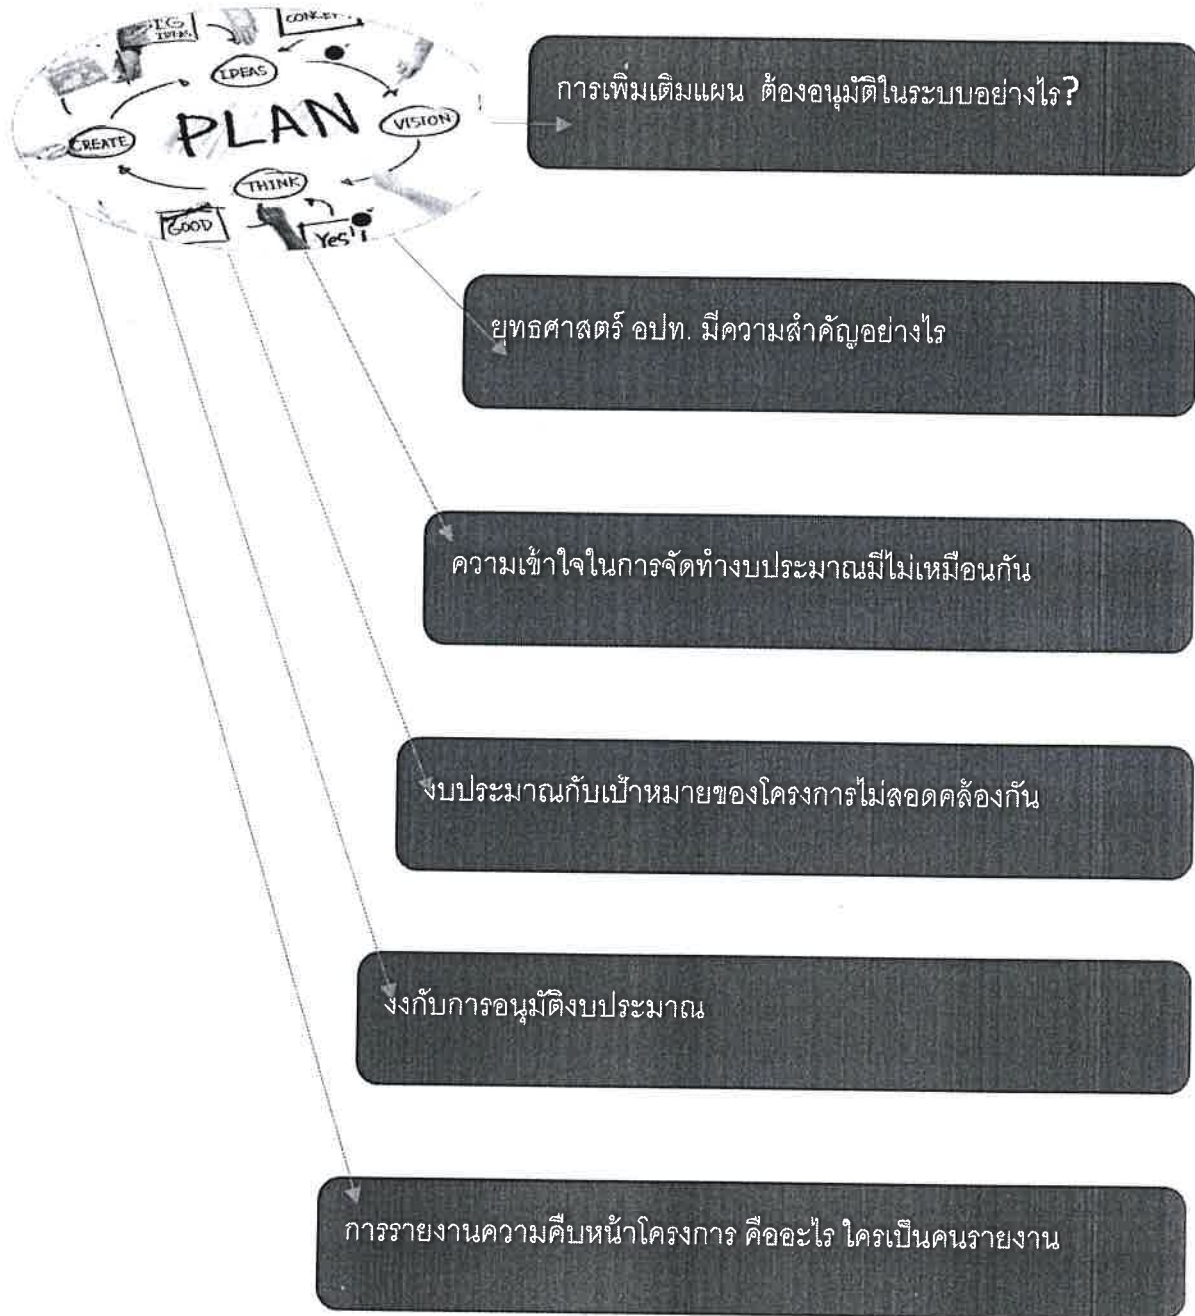 BIG
IDEAS
IDEAS
PLAN
VISION
CREATE
THINK
GOOD
Yes!
การเพิ่มเติมแผน ต้องอนุมัติในระบบอย่างไร?
ยุทธศาสตร์ อปท. มีความสำคัญอย่างไร
ความเข้าใจในการจัดทำงบประมาณมีไม่เหมือนกัน
งบประมาณกับเป้าหมายของโครงการไม่สอดคล้องกัน
งงกับการอนุมัติงบประมาณ
การรายงานความคืบหน้าโครงการ คืออะไร ใครเป็นคนรายงาน